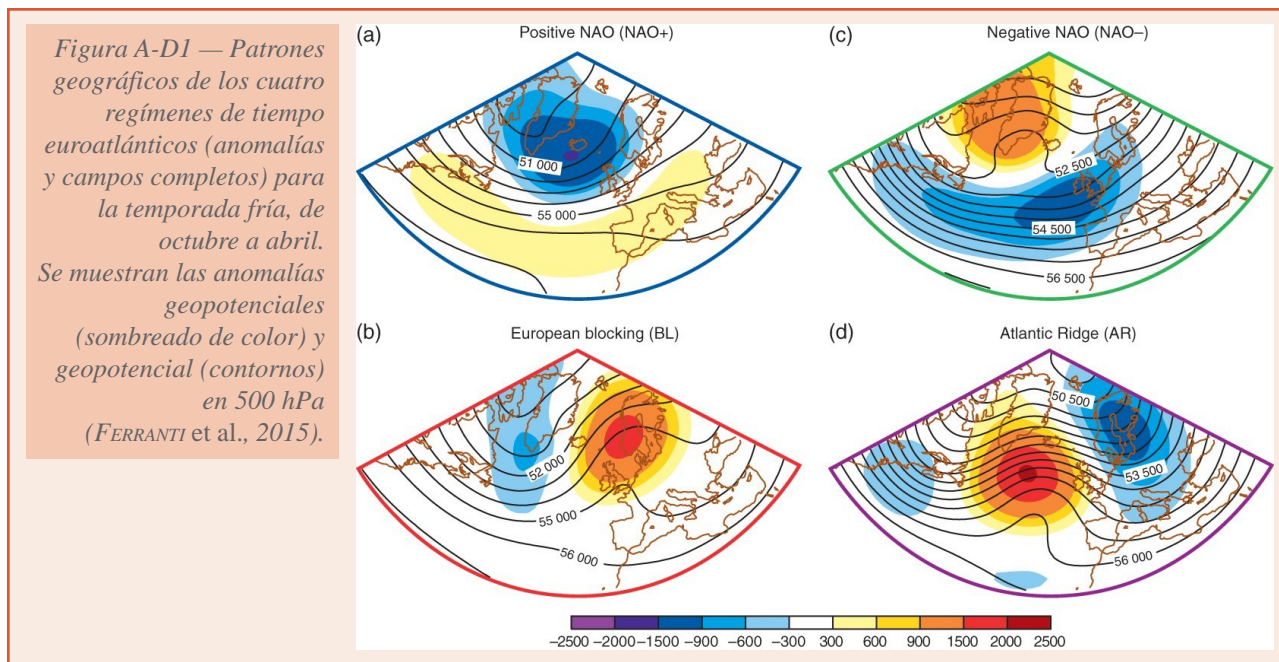 Figura A-D1 — Patrones
geográficos de los cuatro
regímenes de tiempo
euroatlánticos (anomalías
y campos completos) para
la temporada fría, de
octubre a abril.
Se muestran las anomalías
geopotenciales
(sombreado de color) y
geopotencial (contornos)
en 500 hPa
(FERRANTI et al., 2015).
(a) Positive NAO (NAO+)
51 000
55 000
(c) Negative NAO (NAO–)
52 500
54 500
56 500
(b) European blocking (BL)
52 000
55 000
56 000
(d) Atlantic Ridge (AR)
50 500
53 500
56 000
–2500 –2000 –1500 –900 –600 –300 300 600 900 1500 2000 2500